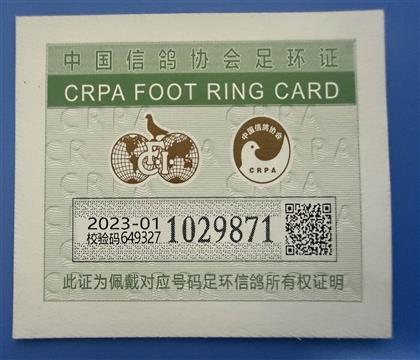 中国信鸽协会足环证
CRPA FOOT RING CARD
FCI
中国信鸽协会
CRPA
2023-01
校验码649327
1029871
此证为佩戴对应号码足环信鸽所有权证明